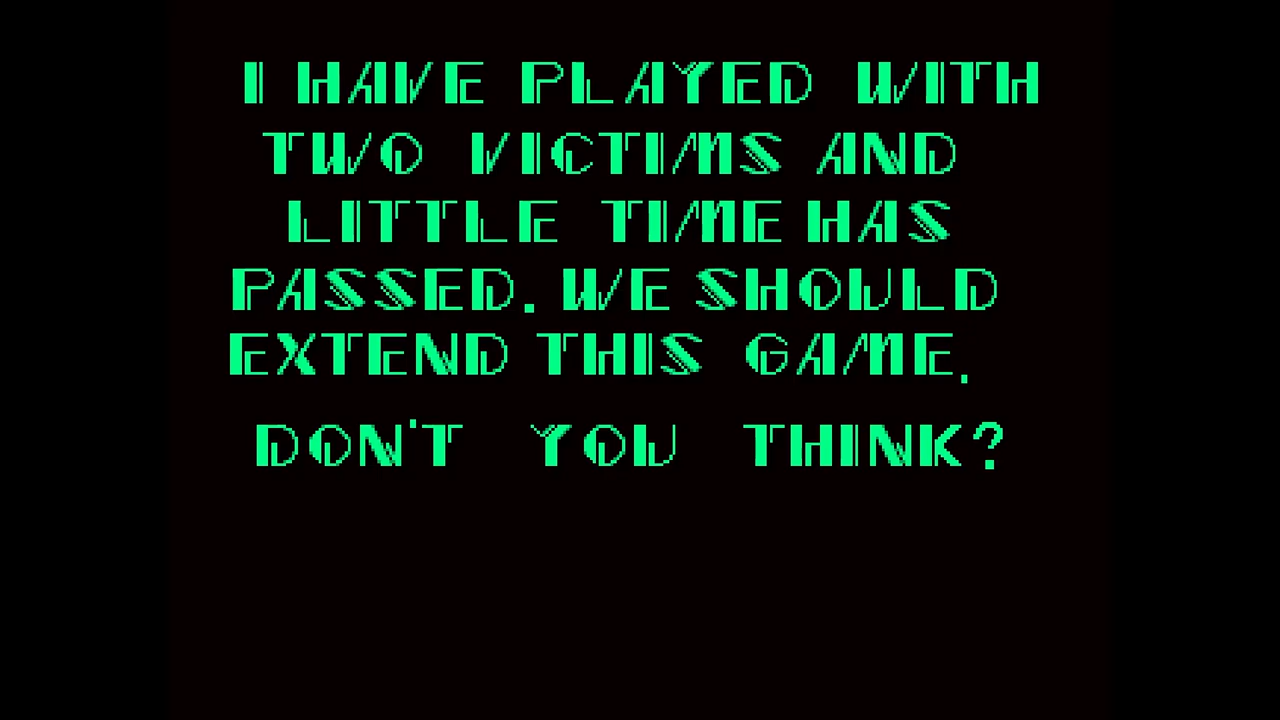 I HAVE PLAYED WITH
TWO VICTIMS AND
LITTLE TIME HAS
PASSED. WE SHOULD
EXTEND THIS GAME.
DON'T YOU THINK?